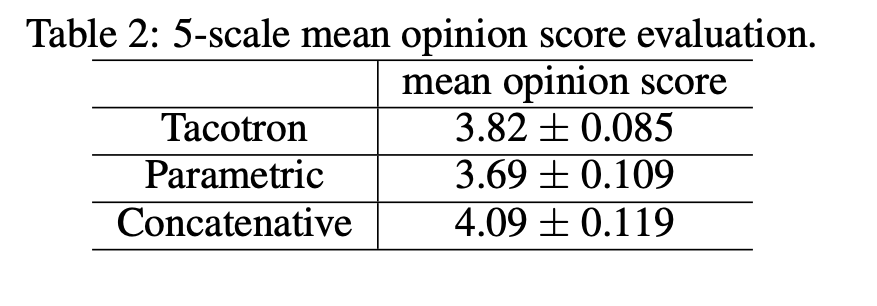 Table 2: 5-scale mean opinion score evaluation.
mean opinion score
Tacotron 3.82 ± 0.085
Parametric 3.69 ± 0.109
Concatenative 4.09 ± 0.119